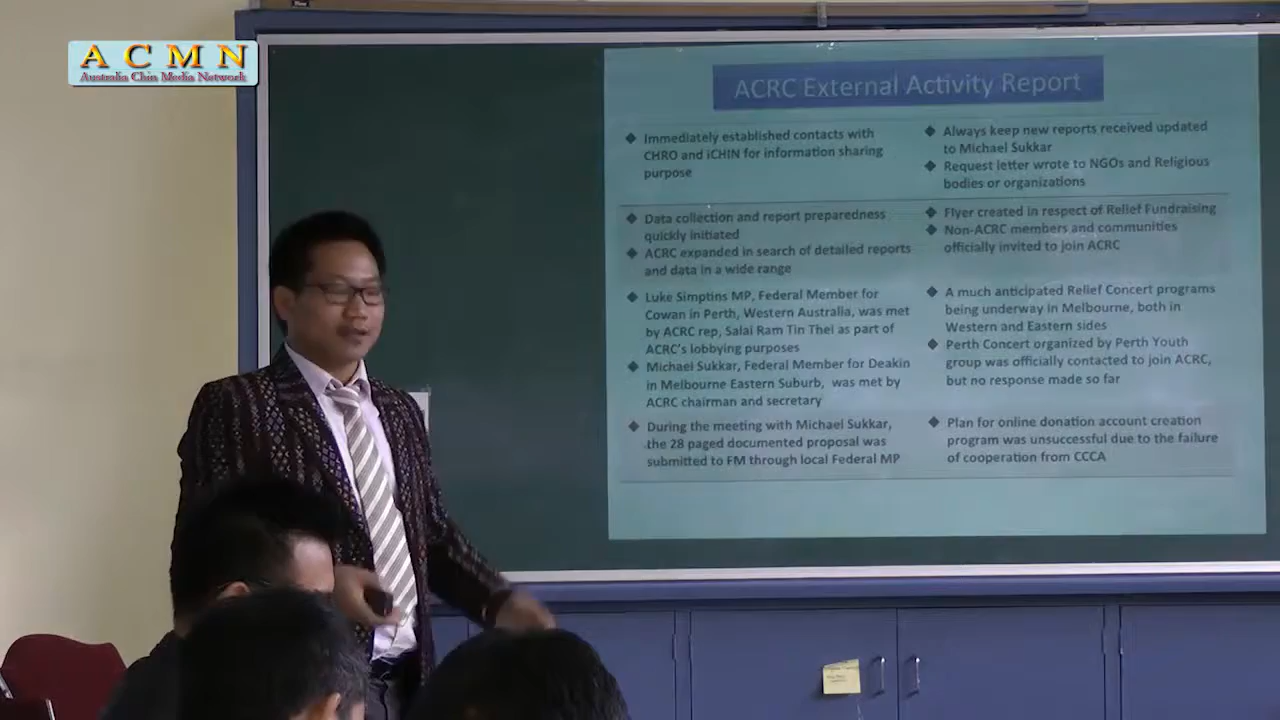 A C M N
Australia Chin Media Network
ACRC External Activity Report
Immediately established contacts with
CHRO and iCHIN for information sharing
purpose
Always keep new reports received updated
to Michael Sukkar
Request letter wrote to NGOs and Religious
bodies or organizations
Data collection and report preparedness
quickly initiated
ACRC expanded in search of detailed reports
and data in a wide range
Flyer created in respect of Relief Fundraising
Non-ACRC members and communities
officially invited to join ACRC
Luke Simptins MP, Federal Member for
Cowan in Perth, Western Australia, was met
by ACRC rep, Salai Ram Tin Thei as part of
ACRC's lobbying purposes
Michael Sukkar, Federal Member for Deakin
in Melbourne Eastern Suburb, was met by
ACRC chairman and secretary
A much anticipated Relief Concert programs
being underway in Melbourne, both in
Western and Eastern sides
Perth Concert organized by Perth Youth
group was officially contacted to join ACRC,
but no response made so far
During the meeting with Michael Sukkar,
the 28 paged documented proposal was
submitted to FM through local Federal MP
Plan for online donation account creation
program was unsuccessful due to the failure
of cooperation from CCCA